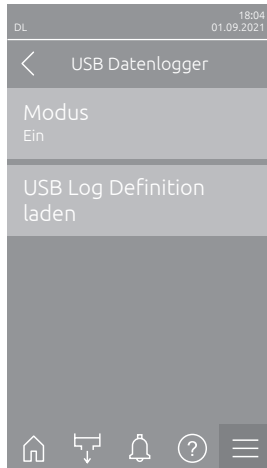 18:04
DL 01.09.2021
USB Datenlogger
Modus
Ein
USB Log Definition
laden
?